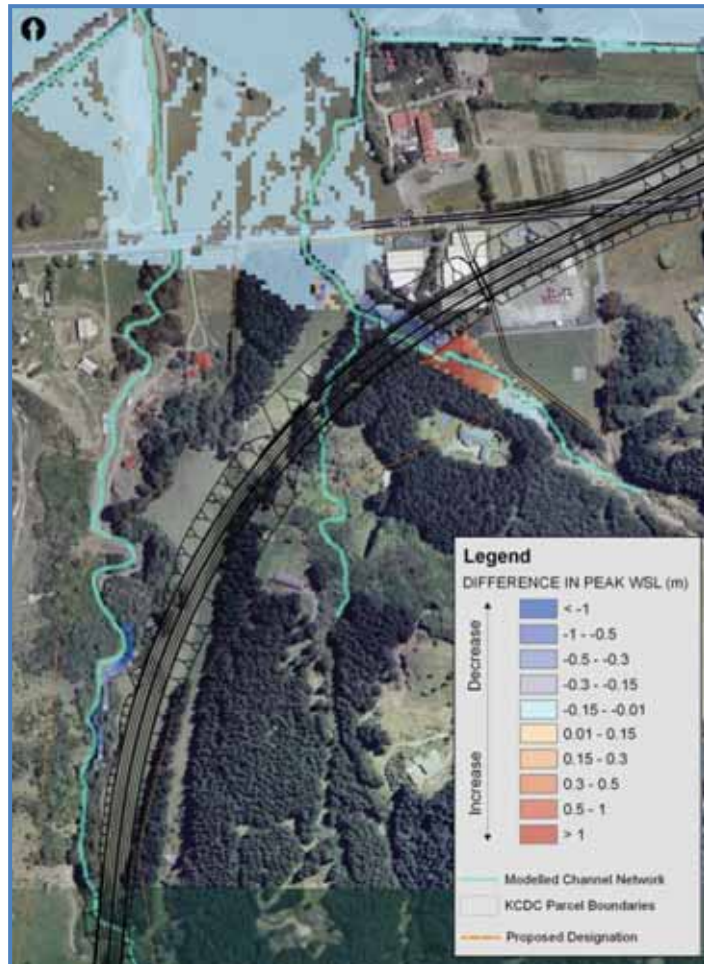 Legend
DIFFERENCE IN PEAK WSL (m)
Decrease
Increase
< -1
-1 - -0.5
-0.5 - -0.3
-0.3 - -0.15
-0.15 - -0.01
0.01 - 0.15
0.15 - 0.3
0.3 - 0.5
0.5 - 1
> 1
Modelled Channel Network
KCDC Parcel Boundaries
Proposed Designation